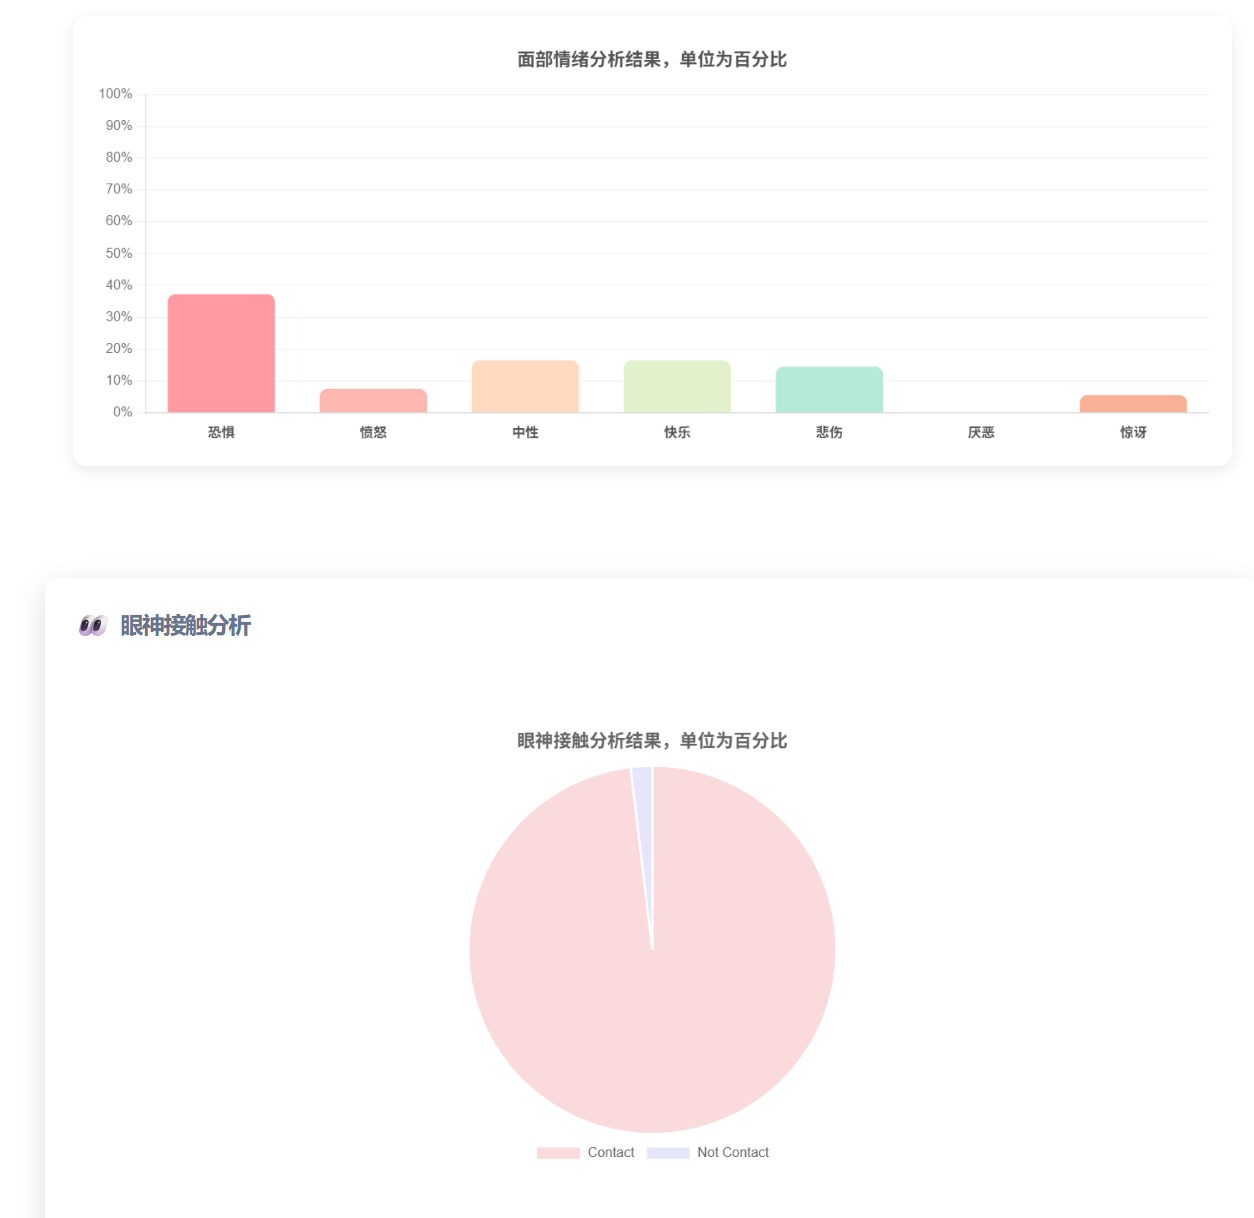 面部情绪分析结果，单位为百分比
100%
90%
80%
70%
60%
50%
40%
30%
20%
10%
0%
恐惧 愤怒 中性 快乐 悲伤 厌恶 惊讶
👀 眼神接触分析
眼神接触分析结果，单位为百分比
Contact Not Contact